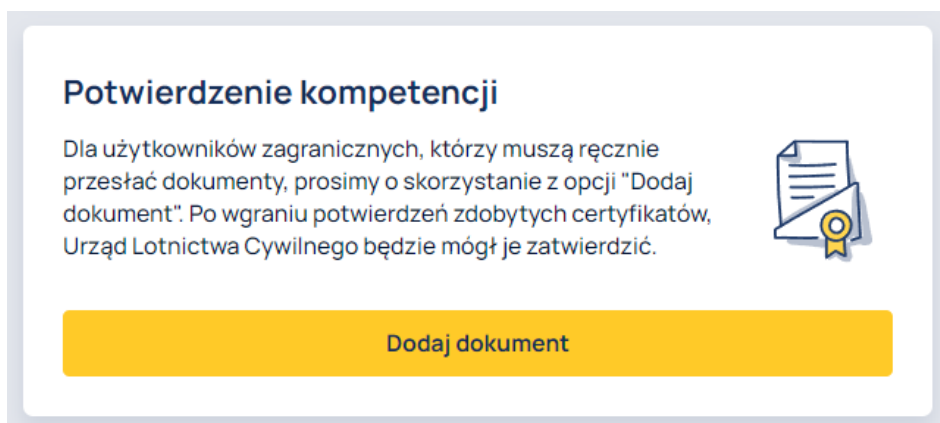 Potwierdzenie kompetencji
Dla użytkowników zagranicznych, którzy muszą ręcznie
przesłać dokumenty, prosimy o skorzystanie z opcji "Dodaj
dokument". Po wgraniu potwierdzeń zdobytych certyfikatów,
Urząd Lotnictwa Cywilnego będzie mógł je zatwierdzić.
Dodaj dokument